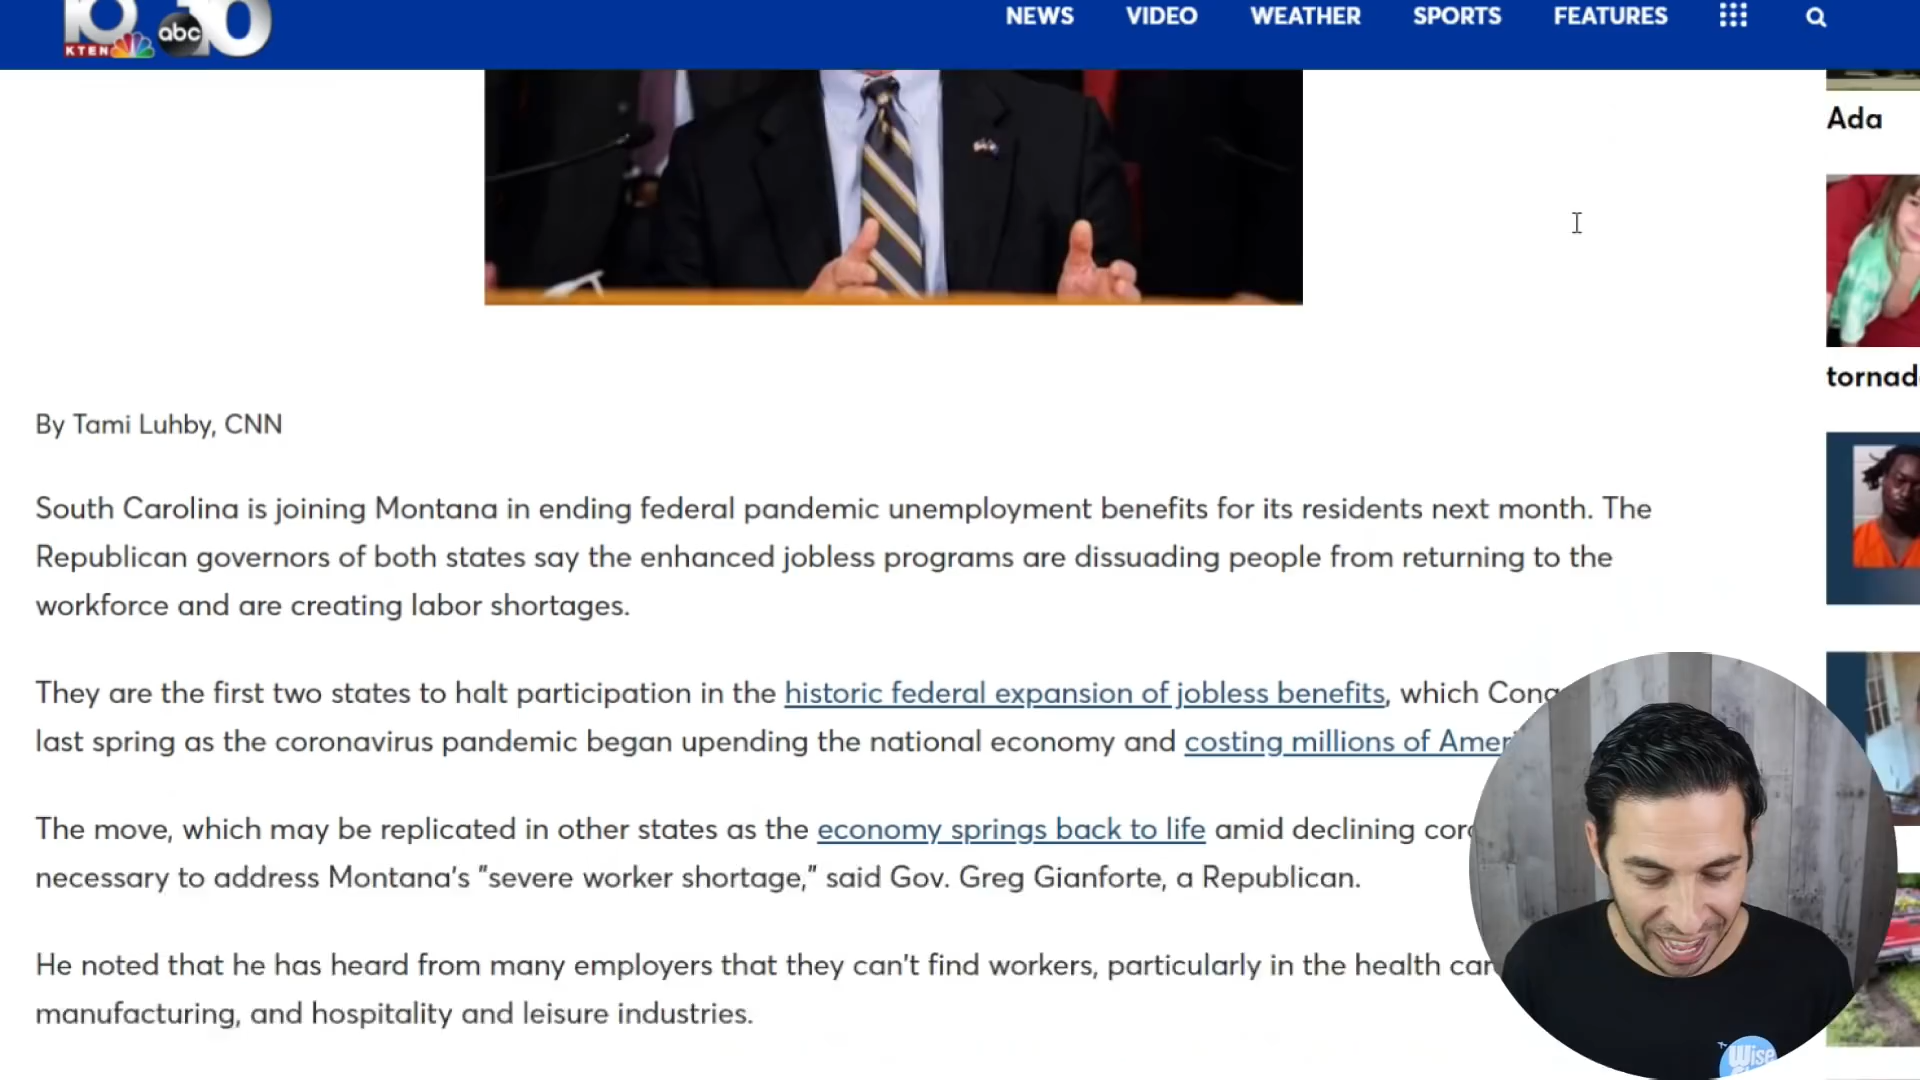 10 abc 10
KTEN
NEWS VIDEO WEATHER SPORTS FEATURES
Ada
By Tami Luhby, CNN
South Carolina is joining Montana in ending federal pandemic unemployment benefits for its residents next month. The
Republican governors of both states say the enhanced jobless programs are dissuading people from returning to the
workforce and are creating labor shortages.
tornad
They are the first two states to halt participation in the historic federal expansion of jobless benefits, which Cong
last spring as the coronavirus pandemic began upending the national economy and costing millions of Amer
The move, which may be replicated in other states as the economy springs back to life amid declining
necessary to address Montana's "severe worker shortage," said Gov. Greg Gianforte, a Republican.
He noted that he has heard from many employers that they can't find workers, particularly in the health car
manufacturing, and hospitality and leisure industries.
Wise